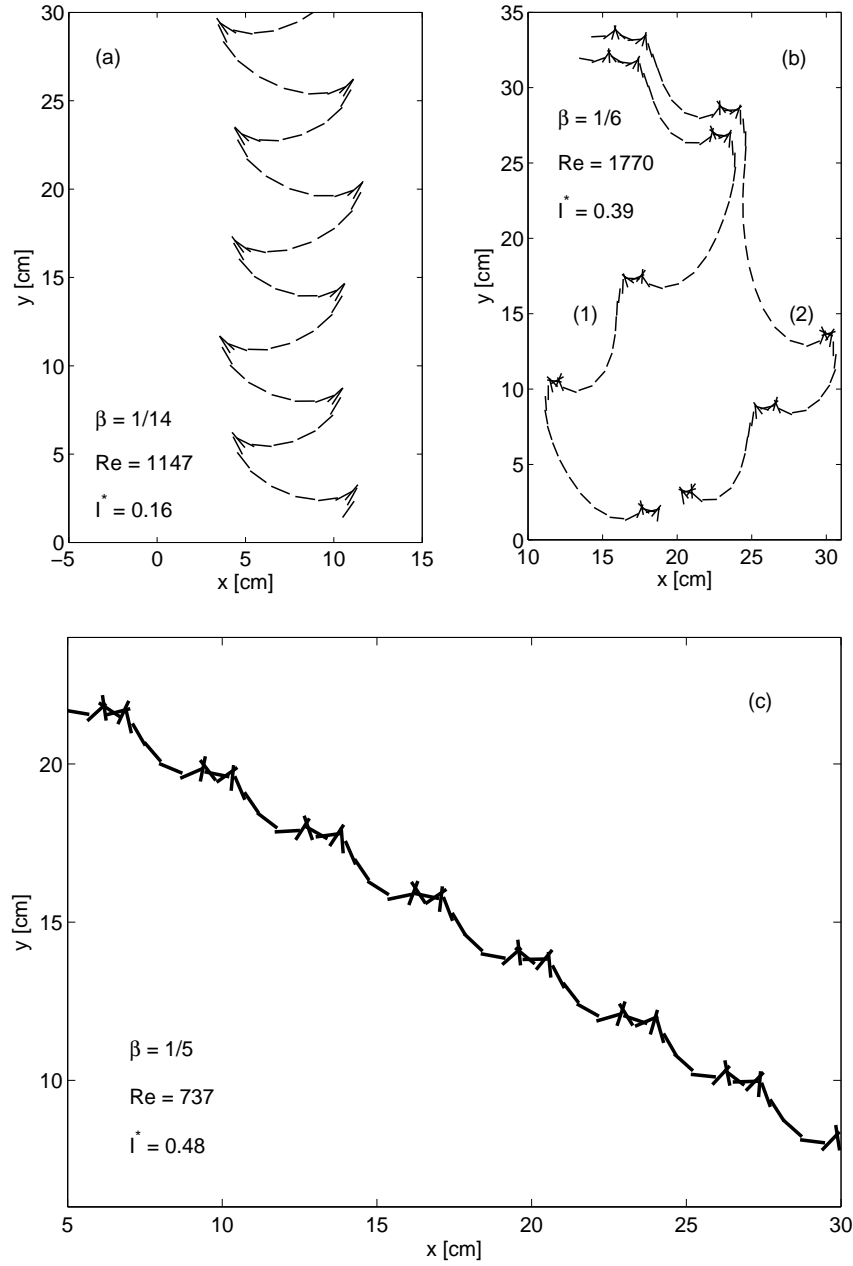 (a)
β = 1/14
Re = 1147
I* = 0.16
35
30
25
20
15
10
5
0
−5
0
5
10
15
y [cm]
x [cm]
(b)
β = 1/6
Re = 1770
I* = 0.39
(1)
(2)
35
30
25
20
15
10
5
0
10
15
20
25
30
y [cm]
x [cm]
(c)
β = 1/5
Re = 737
I* = 0.48
20
15
10
5
10
15
20
25
30
y [cm]
x [cm]